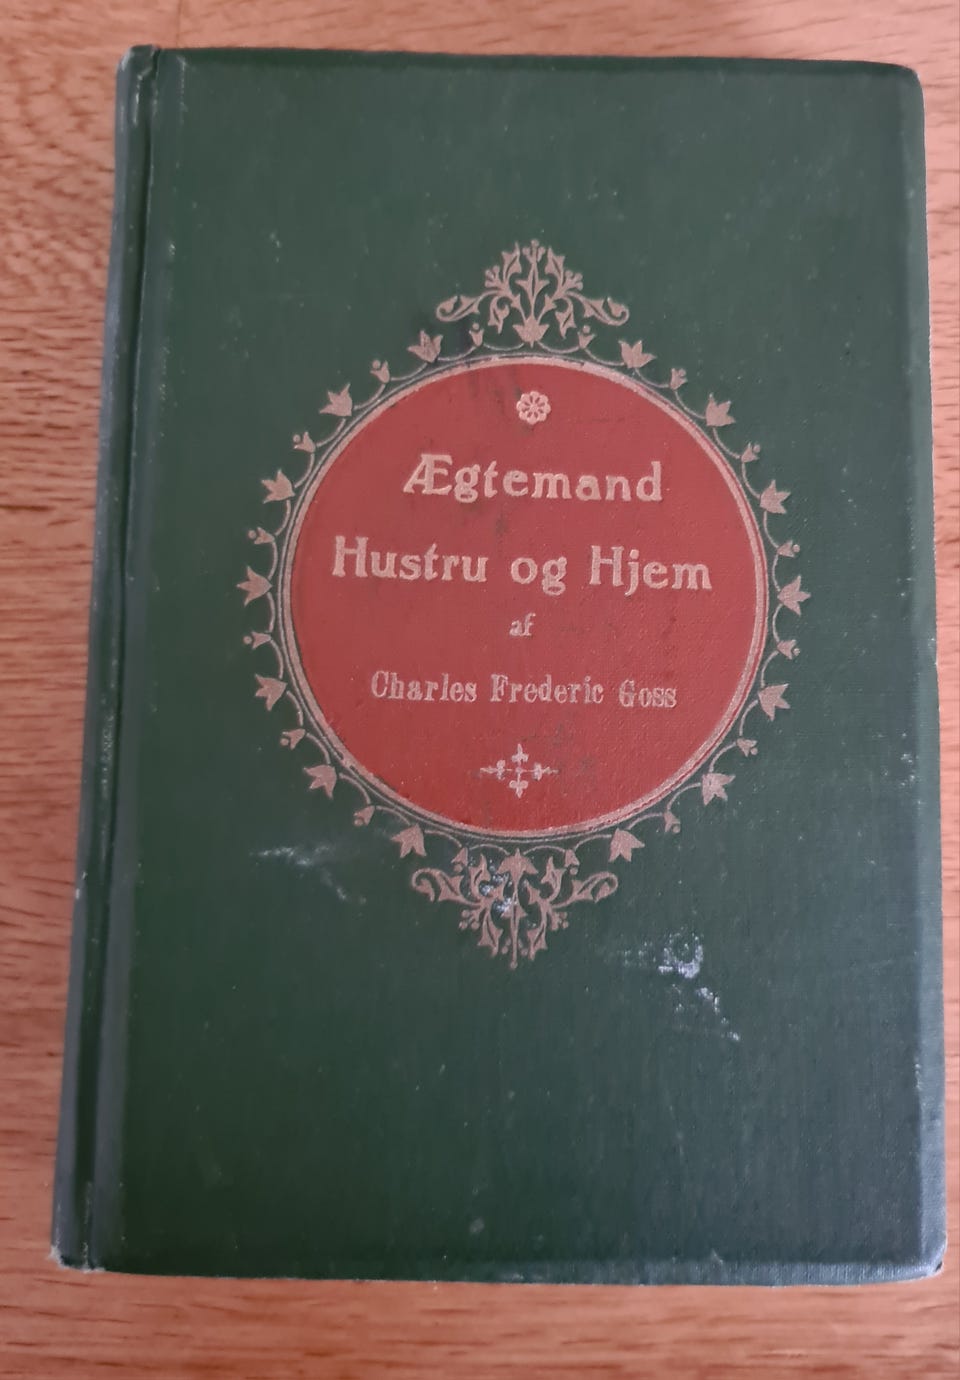 Ægtemand
Hustru og Hjem
af
Charles Frederic Goss